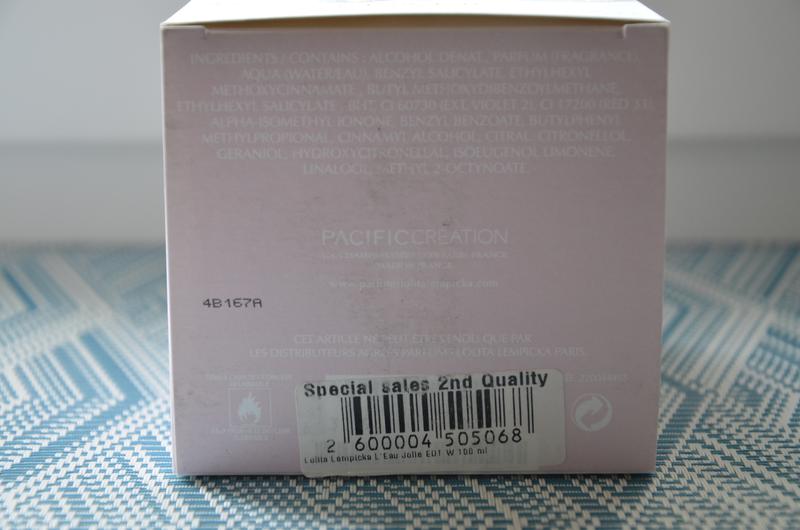 INGREDIENTS / CONTAINS : ALCOHOL DENAT., PARFUM (FRAGRANCE),
AQUA (WATER/EAU), BENZYL SALICYLATE, ETHYLHEXYL
METHOXYCINNAMATE, BUTYL METHOXYDIBENZOYLMETHANE,
ETHYLHEXYL SALICYLATE, BHT, CI 60730 (EXT. VIOLET 2), CI 17200 (RED 33),
ALPHA-ISOMETHYL IONONE, BENZYL BENZOATE, BUTYLPHENYL
METHYLPROPIONAL, CINNAMYL ALCOHOL, CITRAL, CITRONELLOL,
GERANIOL, HYDROXYCITRONELLAL, ISOEUGENOL LIMONENE,
LINALOOL, METHYL 2-OCTYNOATE.
PACIFICCREATION
MADE IN FRANCE
www.parfumslolitalempicka.com
4B167A
CET ARTICLE NE PEUT ÊTRE VENDU QUE PAR
LES DISTRIBUTEURS AGRÉÉS PARFUMS LOLITA LEMPICKA PARIS.
Special sales 2nd Quality
2 600004 505068
Lolita Lempicka L'Eau Jolie EDT W 100 ml